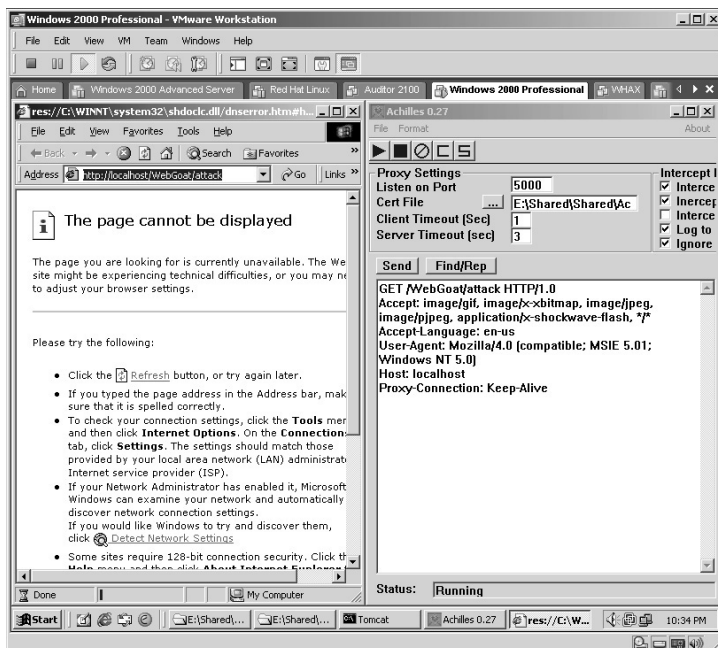 Windows 2000 Professional - VMware Workstation
File Edit View VM Team Windows Help
Home Windows 2000 Advanced Server Red Hat Linux Auditor 2100 Windows 2000 Professional WHAX
res://C:\WINNT\system32\shdoclc.dll/dnserror.htm#h...
File Edit View Favorites Tools Help
Back Search Favorites »
Address http://localhost/WebGoat/attack Go Links »
The page cannot be displayed
The page you are looking for is currently unavailable. The We
site might be experiencing technical difficulties, or you may ne
to adjust your browser settings.
Please try the following:
• Click the Refresh button, or try again later.
• If you typed the page address in the Address bar, mak
sure that it is spelled correctly.
• To check your connection settings, click the Tools mer
and then click Internet Options. On the Connection
tab, click Settings. The settings should match those
provided by your local area network (LAN) administrat
Internet service provider (ISP).
• If your Network Administrator has enabled it, Microsoft
Windows can examine your network and automatically
discover network connection settings.
If you would like Windows to try and discover them,
click Detect Network Settings
• Some sites require 128-bit connection security. Click th
Help menu and then click About Internet Explorer
Done My Computer
Achilles 0.27
File Format About
Proxy Settings
Listen on Port 5000
Cert File ... E:\Shared\Shared\Ac
Client Timeout (Sec) 1
Server Timeout (sec) 3
Intercept I
Interce
Inercep
Interce
Log to
Ignore
Send Find/Rep
GET /WebGoat/attack HTTP/1.0
Accept: image/gif, image/x-xbitmap, image/jpeg,
image/pjpeg, application/x-shockwave-flash, */*
Accept-Language: en-us
User-Agent: Mozilla/4.0 (compatible; MSIE 5.01;
Windows NT 5.0)
Host: localhost
Proxy-Connection: Keep-Alive
Status: Running
Start E:\Shared\... E:\Shared\... Tomcat Achilles 0.27 res://C:\W... 10:34 PM